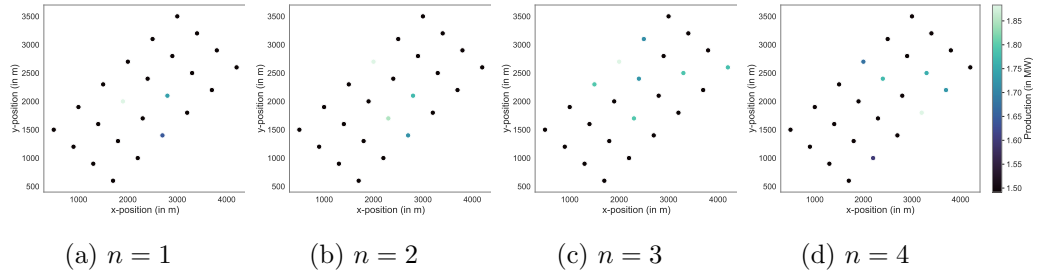 3500
3000
2500
2000
1500
1000
500
y-position (in m)
1000 2000 3000 4000
x-position (in m)
(a) n = 1
3500
3000
2500
2000
1500
1000
500
y-position (in m)
1000 2000 3000 4000
x-position (in m)
(b) n = 2
3500
3000
2500
2000
1500
1000
500
y-position (in m)
1000 2000 3000 4000
x-position (in m)
(c) n = 3
3500
3000
2500
2000
1500
1000
500
y-position (in m)
1000 2000 3000 4000
x-position (in m)
(d) n = 4
1.85
1.80
1.75
1.70
1.65
1.60
1.55
1.50
Production (in MW)